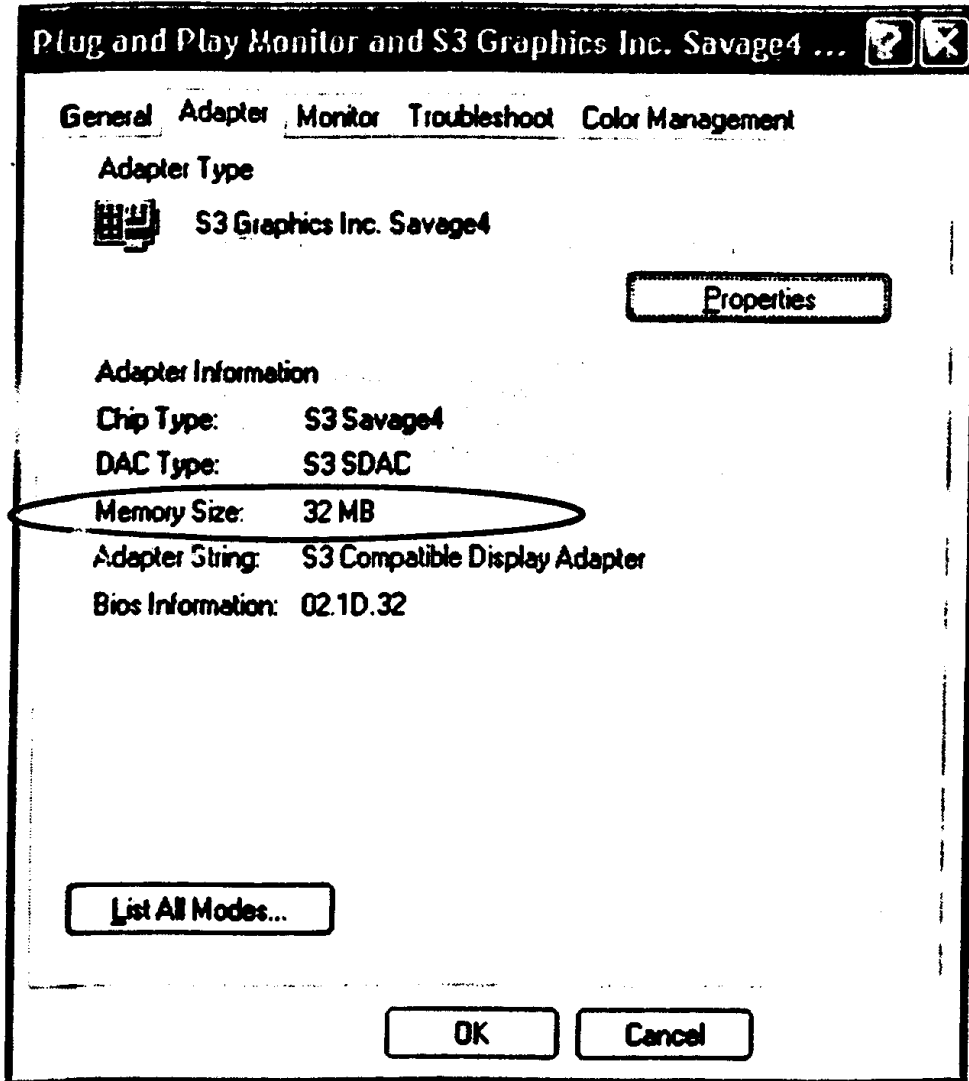 Plug and Play Monitor and S3 Graphics Inc. Savage4 ...
General Adapter Monitor Troubleshoot Color Management
Adapter Type
S3 Graphics Inc. Savage4
Properties
Adapter Information
Chip Type: S3 Savage4
DAC Type: S3 SDAC
Memory Size: 32 MB
Adapter String: S3 Compatible Display Adapter
Bios Information: 02.1D.32
List All Modes...
OK Cancel